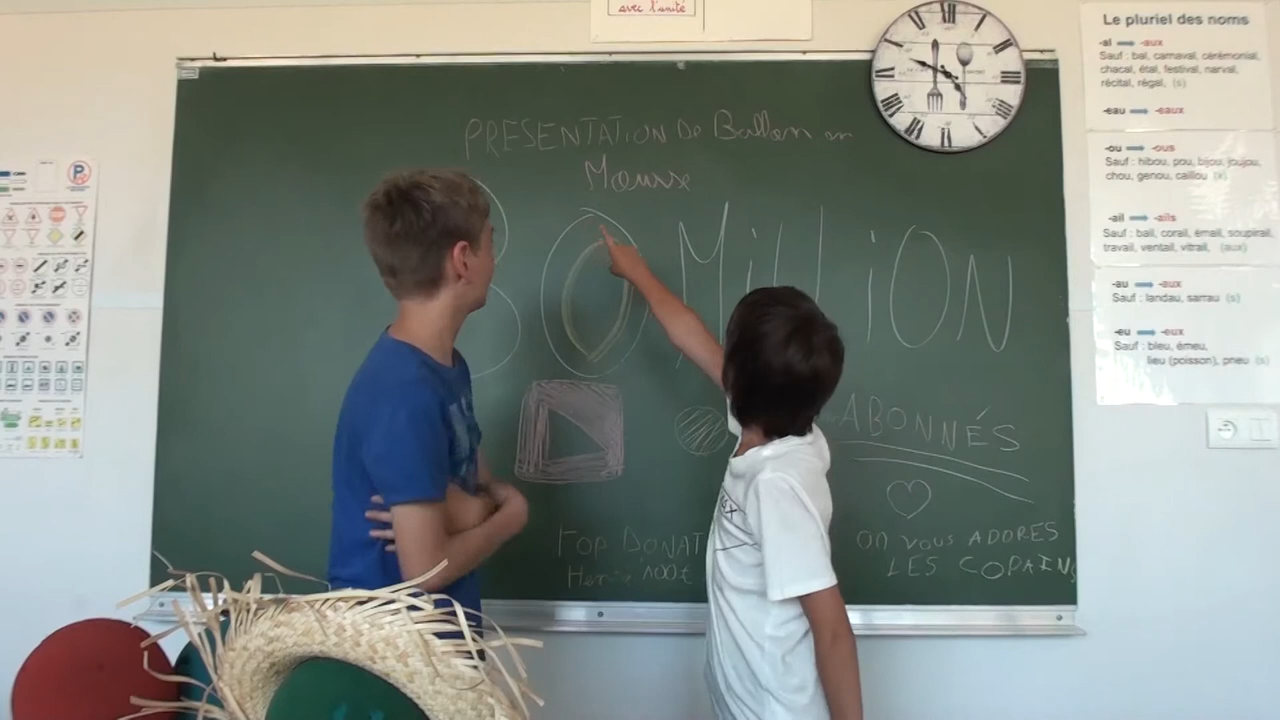 avec l'unité
PRESENTATION De Ballon en
Mousse
30 MilliON
ABONNÉS
TOP DONAT
100€
On vous ADORES
LES COPAINS
Le pluriel des noms
-al -aux
Sauf : bal, carnaval, cérémonial,
chacal, étal, festival, narval,
récital, régal, (s)
-eau -eaux
-ou -ous
Sauf : hibou, pou, bijou, joujou,
chou, genou, caillou (x)
-ail -ails
Sauf : bail, corail, émail, soupirail,
travail, ventail, vitrail, (aux)
-au -aux
Sauf : landau, sarrau (s)
-eu -eux
Sauf : bleu, émeu,
lieu (poisson), pneu (s)